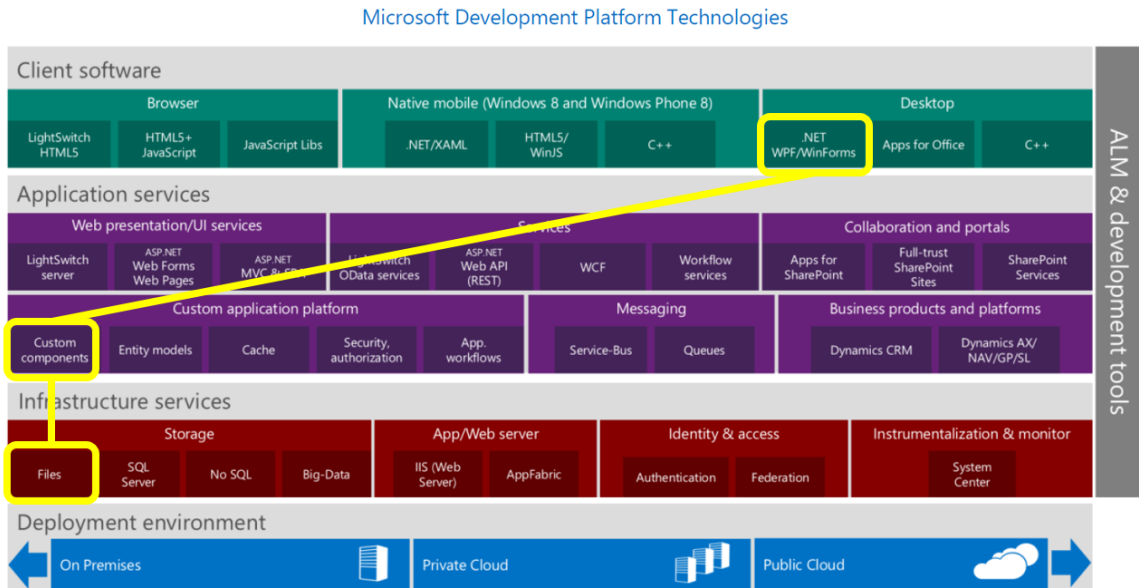 Microsoft Development Platform Technologies
Client software
Browser
LightSwitch
HTML5
HTML5+
JavaScript
JavaScript Libs
Native mobile (Windows 8 and Windows Phone 8)
.NET/XAML
HTML5/
WinJS
C++
Desktop
.NET
WPF/WinForms
Apps for Office
C++
Application services
Web presentation/UI services
LightSwitch
server
ASP.NET
Web Forms
Web Pages
ASP.NET
MVC &
Services
LightSwitch
OData services
ASP.NET
Web API
(REST)
WCF
Workflow
services
Collaboration and portals
Apps for
SharePoint
Full-trust
SharePoint
Sites
SharePoint
Services
Custom application platform
Custom
components
Entity models
Cache
Security,
authorization
App.
workflows
Messaging
Service-Bus
Queues
Business products and platforms
Dynamics CRM
Dynamics AX/
NAV/GP/SL
Infrastructure services
Storage
Files
SQL
Server
No SQL
Big-Data
App/Web server
IIS (Web
Server)
AppFabric
Identity & access
Authentication
Federation
Instrumentalization & monitor
System
Center
Deployment environment
On Premises
Private Cloud
Public Cloud
ALM & development tools